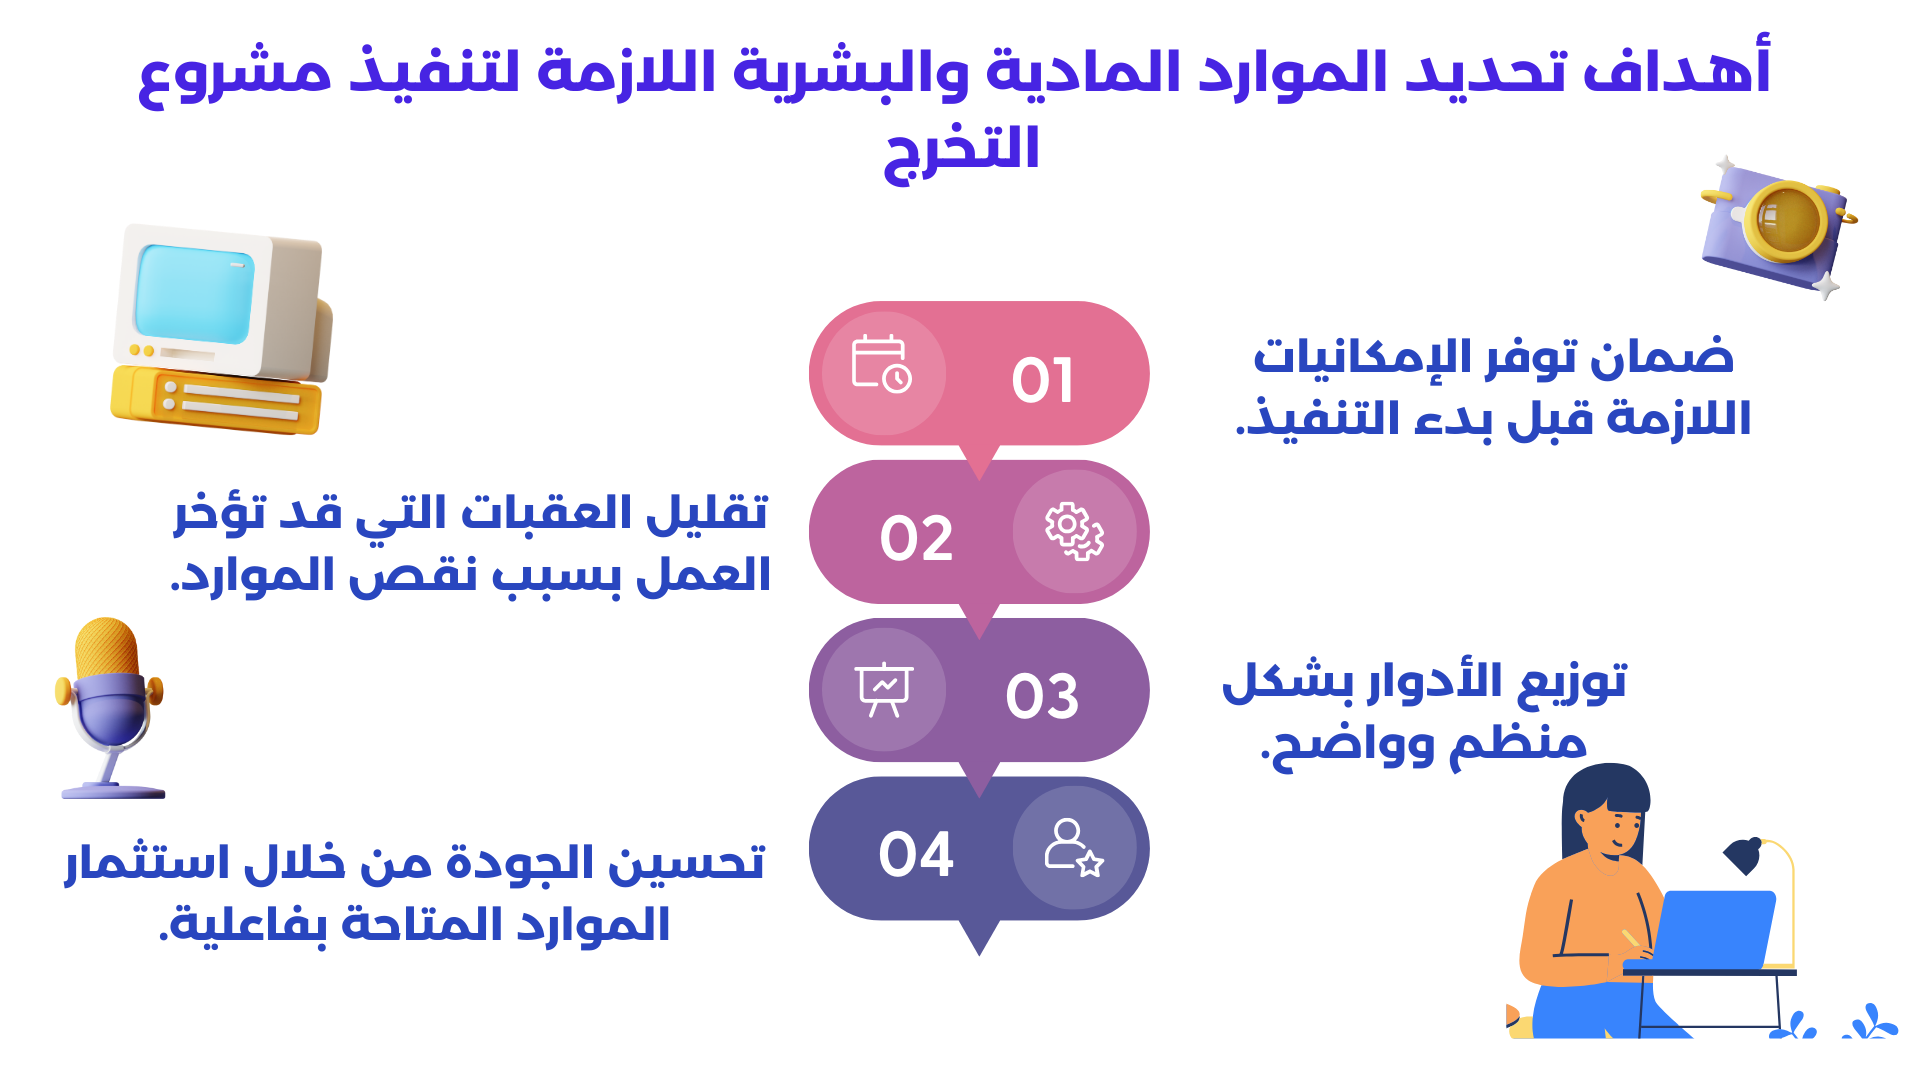 أهداف تحديد الموارد المادية والبشرية اللازمة لتنفيذ مشروع
التخرج
01
ضمان توفر الإمكانيات
اللازمة قبل بدء التنفيذ.
02
تقليل العقبات التي قد تؤخر
العمل بسبب نقص الموارد.
03
توزيع الأدوار بشكل
منظم وواضح.
04
تحسين الجودة من خلال استثمار
الموارد المتاحة بفاعلية.